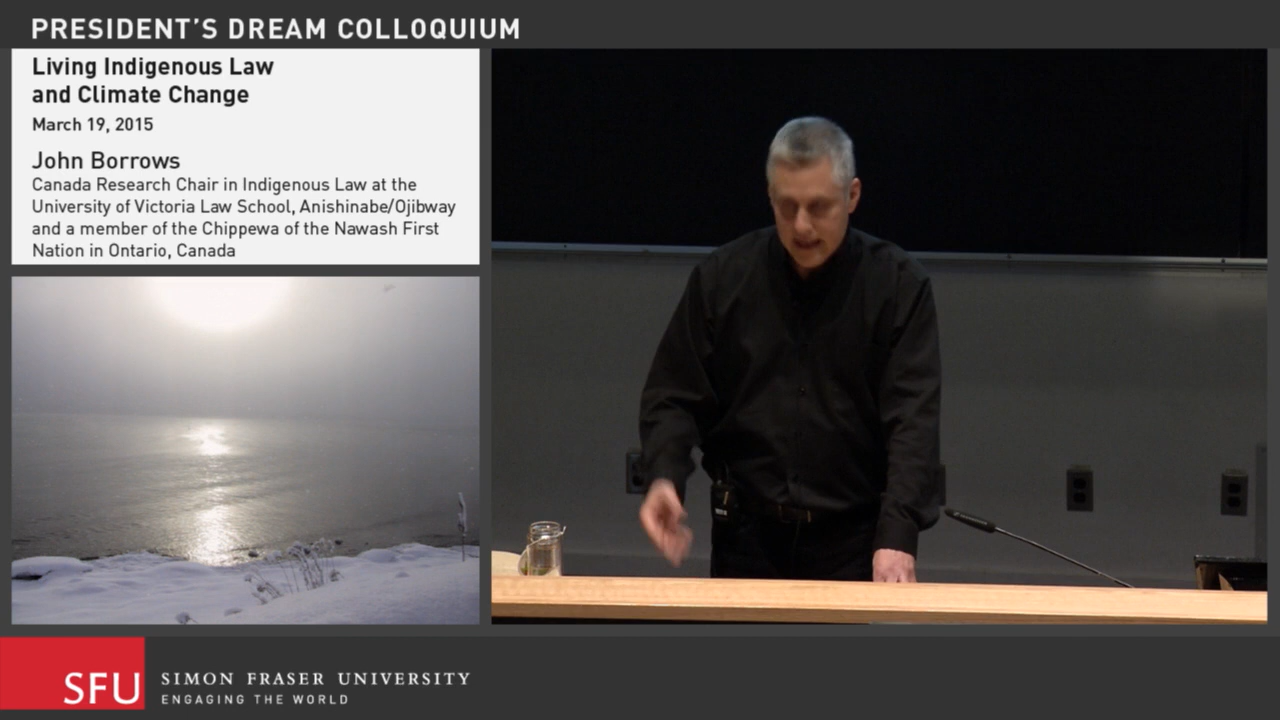 PRESIDENT'S DREAM COLLOQUIUM
Living Indigenous Law
and Climate Change
March 19, 2015
John Borrows
Canada Research Chair in Indigenous Law at the
University of Victoria Law School, Anishinabe/Ojibway
and a member of the Chippewa of the Nawash First
Nation in Ontario, Canada
SFU
SIMON FRASER UNIVERSITY
ENGAGING THE WORLD